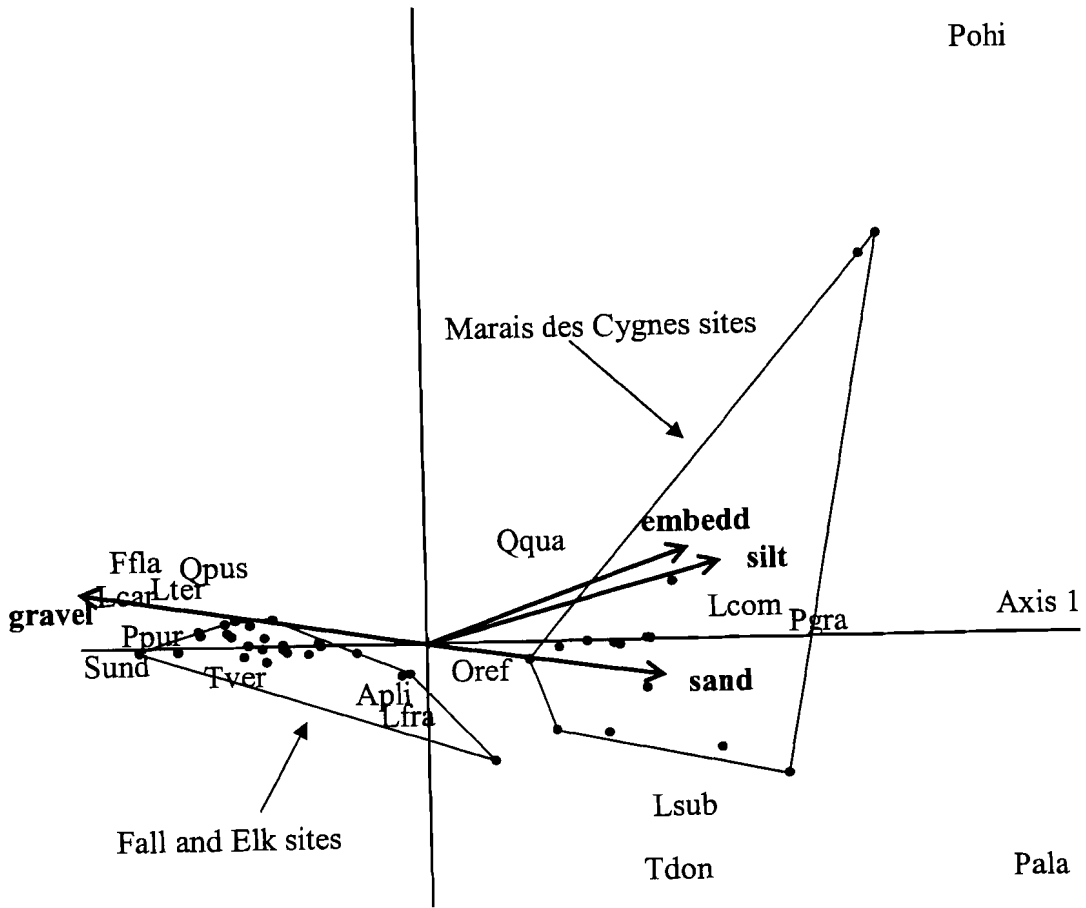 Pohi
Marais des Cygnes sites
embedd
Qqua
silt
Ffla
Qpus
Lcar
Lter
gravel
Lcom
Axis 1
Pgra
Ppur
Sund
Tver
Oref
sand
Apli
Lfra
Lsub
Fall and Elk sites
Tdon
Pala